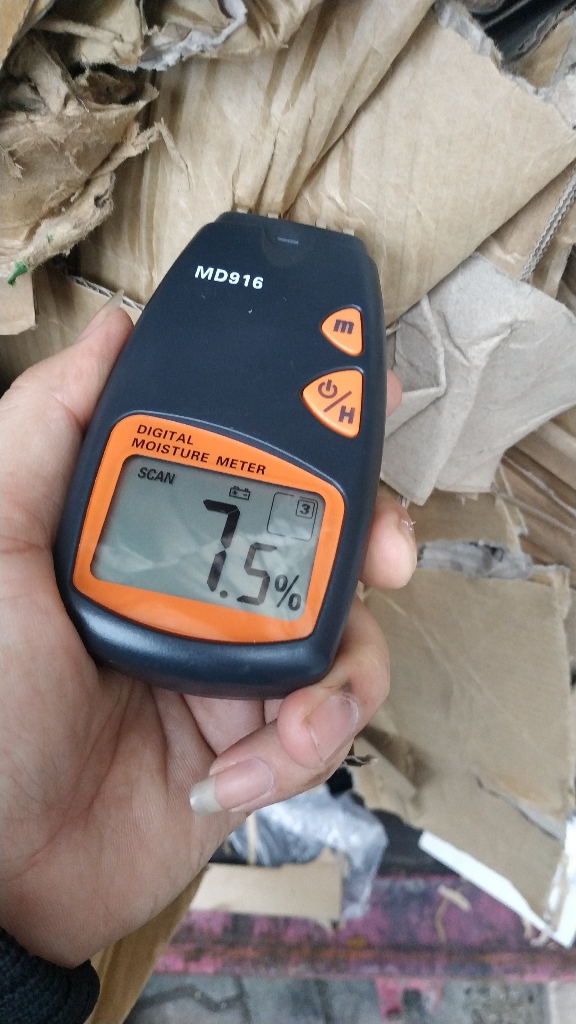 MD916
m
/H
DIGITAL
MOISTURE METER
SCAN
3
7.5%